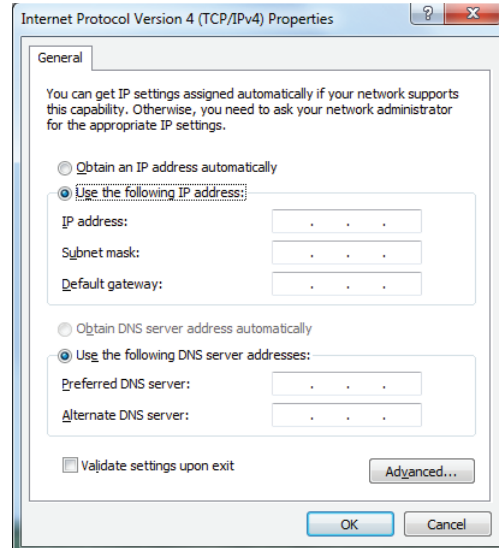 Internet Protocol Version 4 (TCP/IPv4) Properties
? X
General
You can get IP settings assigned automatically if your network supports
this capability. Otherwise, you need to ask your network administrator
for the appropriate IP settings.
Obtain an IP address automatically
Use the following IP address:
IP address: . . .
Subnet mask: . . .
Default gateway: . . .
Obtain DNS server address automatically
Use the following DNS server addresses:
Preferred DNS server: . . .
Alternate DNS server: . . .
Validate settings upon exit
Advanced...
OK Cancel